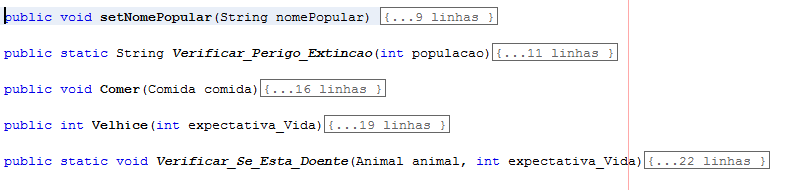 public void setNomePopular(String nomePopular) {...9 linhas }
public static String Verificar_Perigo_Extincao(int populacao){...11 linhas }
public void Comer(Comida comida){...16 linhas }
public int Velhice(int expectativa_Vida){...19 linhas }
public static void Verificar_Se_Esta_Doente(Animal animal, int expectativa_Vida){...22 linhas }